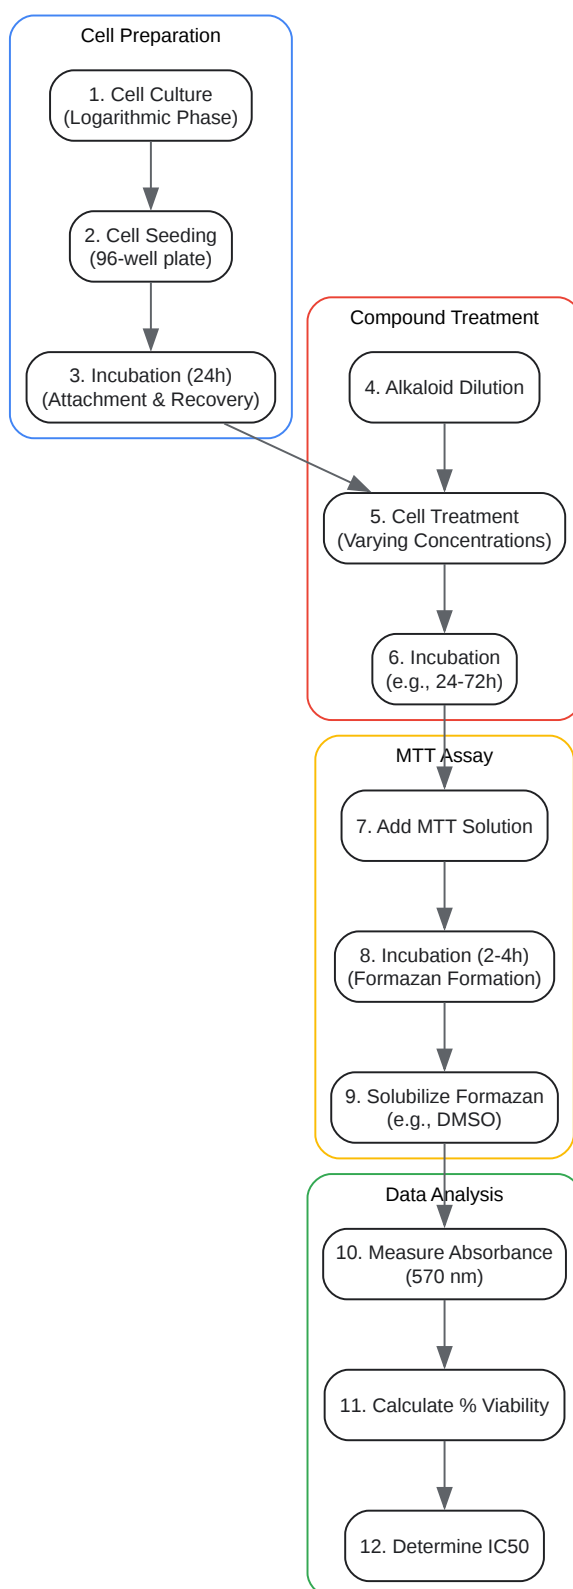 Cell Preparation
1. Cell Culture
(Logarithmic Phase)
2. Cell Seeding
(96-well plate)
3. Incubation (24h)
(Attachment & Recovery)
Compound Treatment
4. Alkaloid Dilution
5. Cell Treatment
(Varying Concentrations)
6. Incubation
(e.g., 24-72h)
MTT Assay
7. Add MTT Solution
8. Incubation (2-4h)
(Formazan Formation)
9. Solubilize Formazan
(e.g., DMSO)
Data Analysis
10. Measure Absorbance
(570 nm)
11. Calculate % Viability
12. Determine IC50